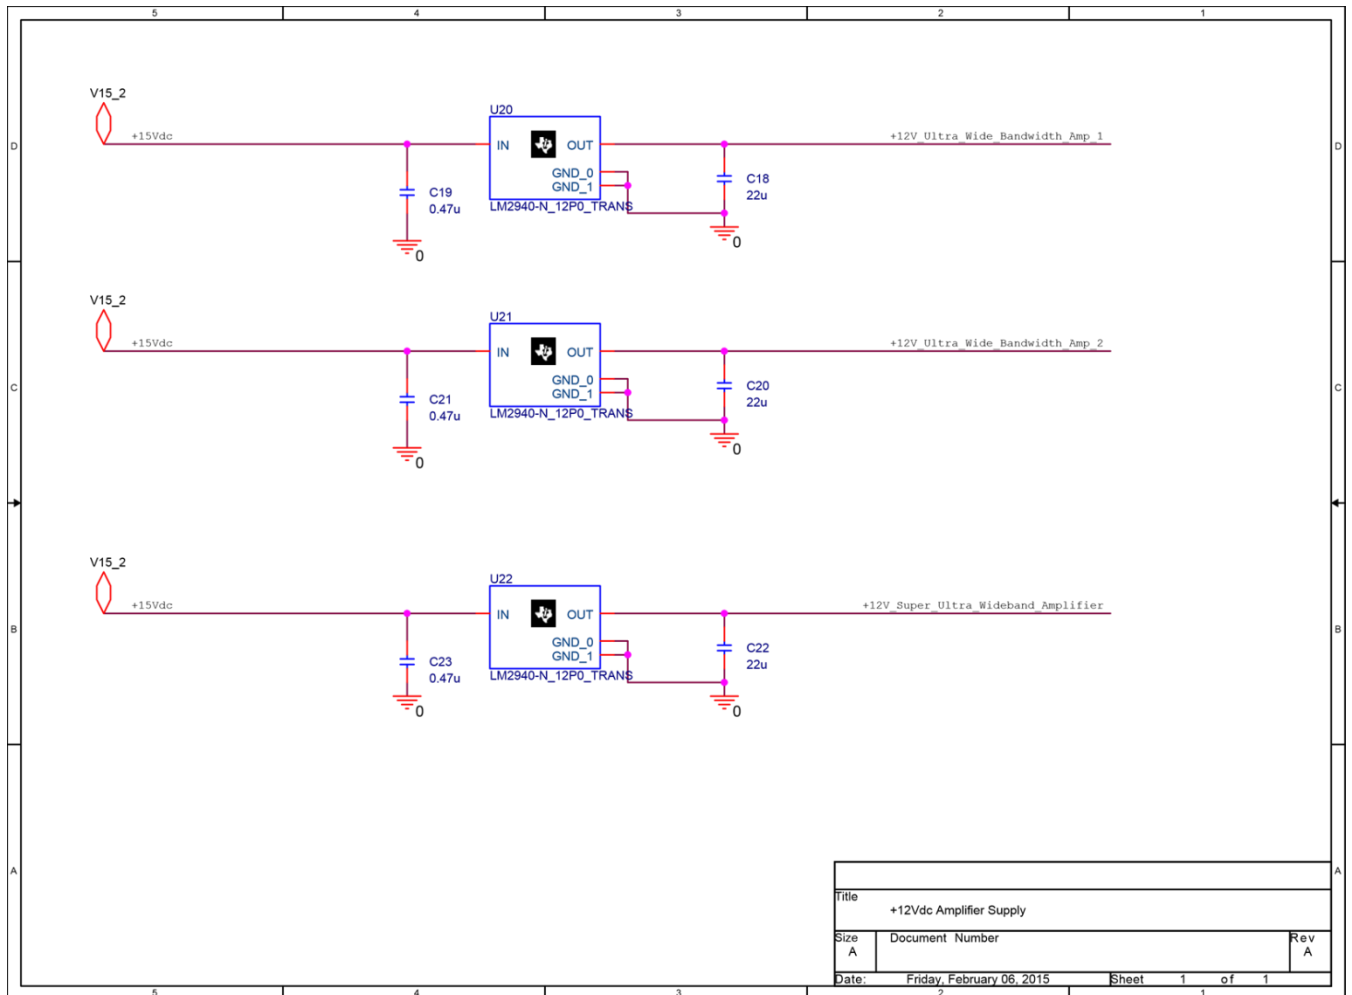 5 4 3 2 1
V15_2
+15Vdc
U20
IN OUT
GND_0
GND_1
LM2940-N_12P0_TRANS
C19
0.47u
0
C18
22u
0
+12V_Ultra_Wide_Bandwidth_Amp_1
D D
V15_2
+15Vdc
U21
IN OUT
GND_0
GND_1
LM2940-N_12P0_TRANS
C21
0.47u
0
C20
22u
0
+12V_Ultra_Wide_Bandwidth_Amp_2
C C
V15_2
+15Vdc
U22
IN OUT
GND_0
GND_1
LM2940-N_12P0_TRANS
C23
0.47u
0
C22
22u
0
+12V_Super_Ultra_Wideband_Amplifier
B B
A A
Title
+12Vdc Amplifier Supply
Size Document Number Rev
A A
Date: Friday, February 06, 2015 Sheet 1 of 1
5 4 3 2 1